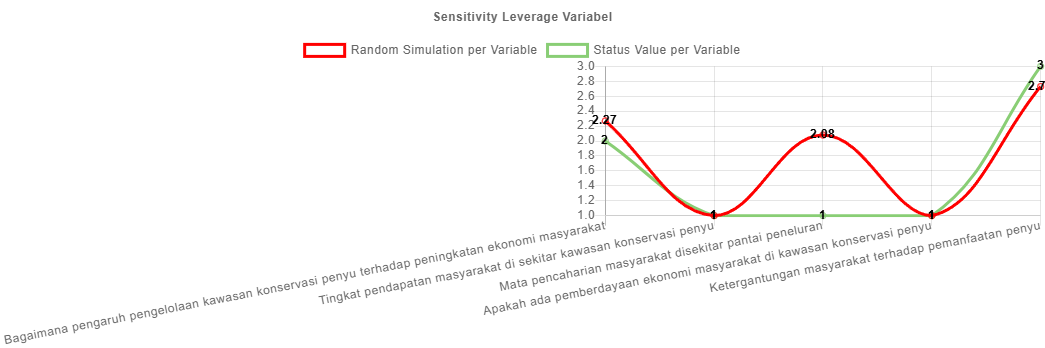 Sensitivity Leverage Variabel
Random Simulation per Variable
Status Value per Variable
3.0
2.8
2.6
2.4
2.2
2.0
1.8
1.6
1.4
1.2
1.0
2.27
2
1
2.08
1
1
3
2.7
Bagaimana pengaruh pengelolaan kawasan konservasi penyu terhadap peningkatan ekonomi masyarakat
Tingkat pendapatan masyarakat di sekitar kawasan konservasi penyu
Mata pencaharian masyarakat disekitar pantai peneluran
Apakah ada pemberdayaan ekonomi masyarakat di kawasan konservasi penyu
Ketergantungan masyarakat terhadap pemanfaatan penyu